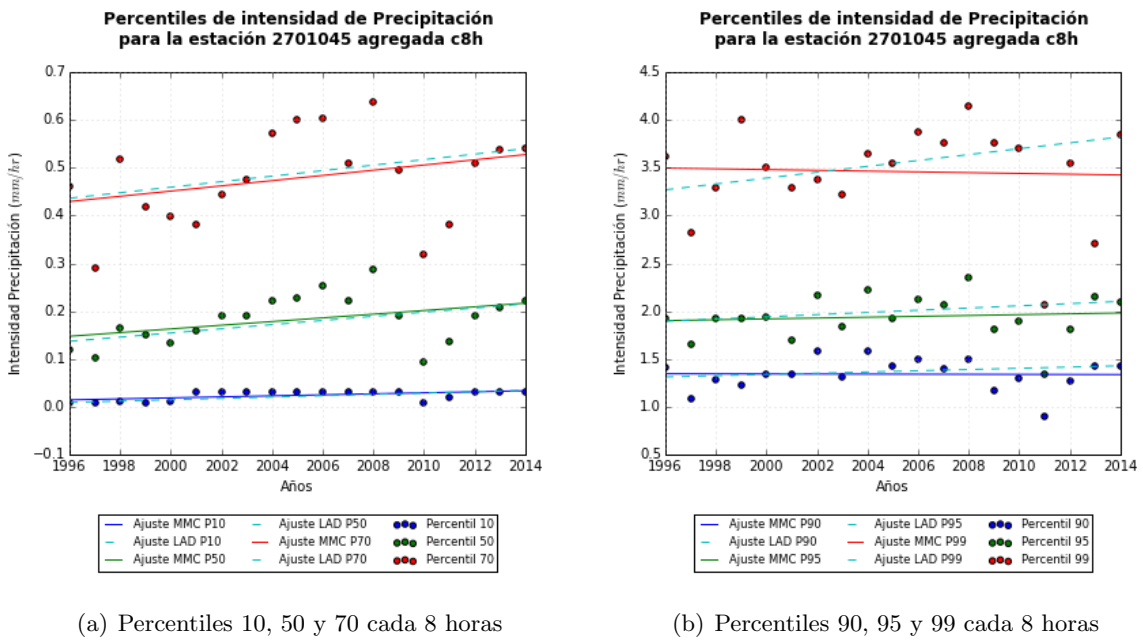 Percentiles de intensidad de Precipitación
para la estación 2701045 agregada c8h
0.7
0.6
0.5
0.4
0.3
0.2
0.1
0.0
−0.1
Intensidad Precipitación (mm/hr)
1996 1998 2000 2002 2004 2006 2008 2010 2012 2014
Años
Ajuste MMC P10 Ajuste LAD P50 Percentil 10
Ajuste LAD P10 Ajuste MMC P70 Percentil 50
Ajuste MMC P50 Ajuste LAD P70 Percentil 70
(a) Percentiles 10, 50 y 70 cada 8 horas
Percentiles de intensidad de Precipitación
para la estación 2701045 agregada c8h
4.5
4.0
3.5
3.0
2.5
2.0
1.5
1.0
0.5
Intensidad Precipitación (mm/hr)
1996 1998 2000 2002 2004 2006 2008 2010 2012 2014
Años
Ajuste MMC P90 Ajuste LAD P95 Percentil 90
Ajuste LAD P90 Ajuste MMC P99 Percentil 95
Ajuste MMC P95 Ajuste LAD P99 Percentil 99
(b) Percentiles 90, 95 y 99 cada 8 horas